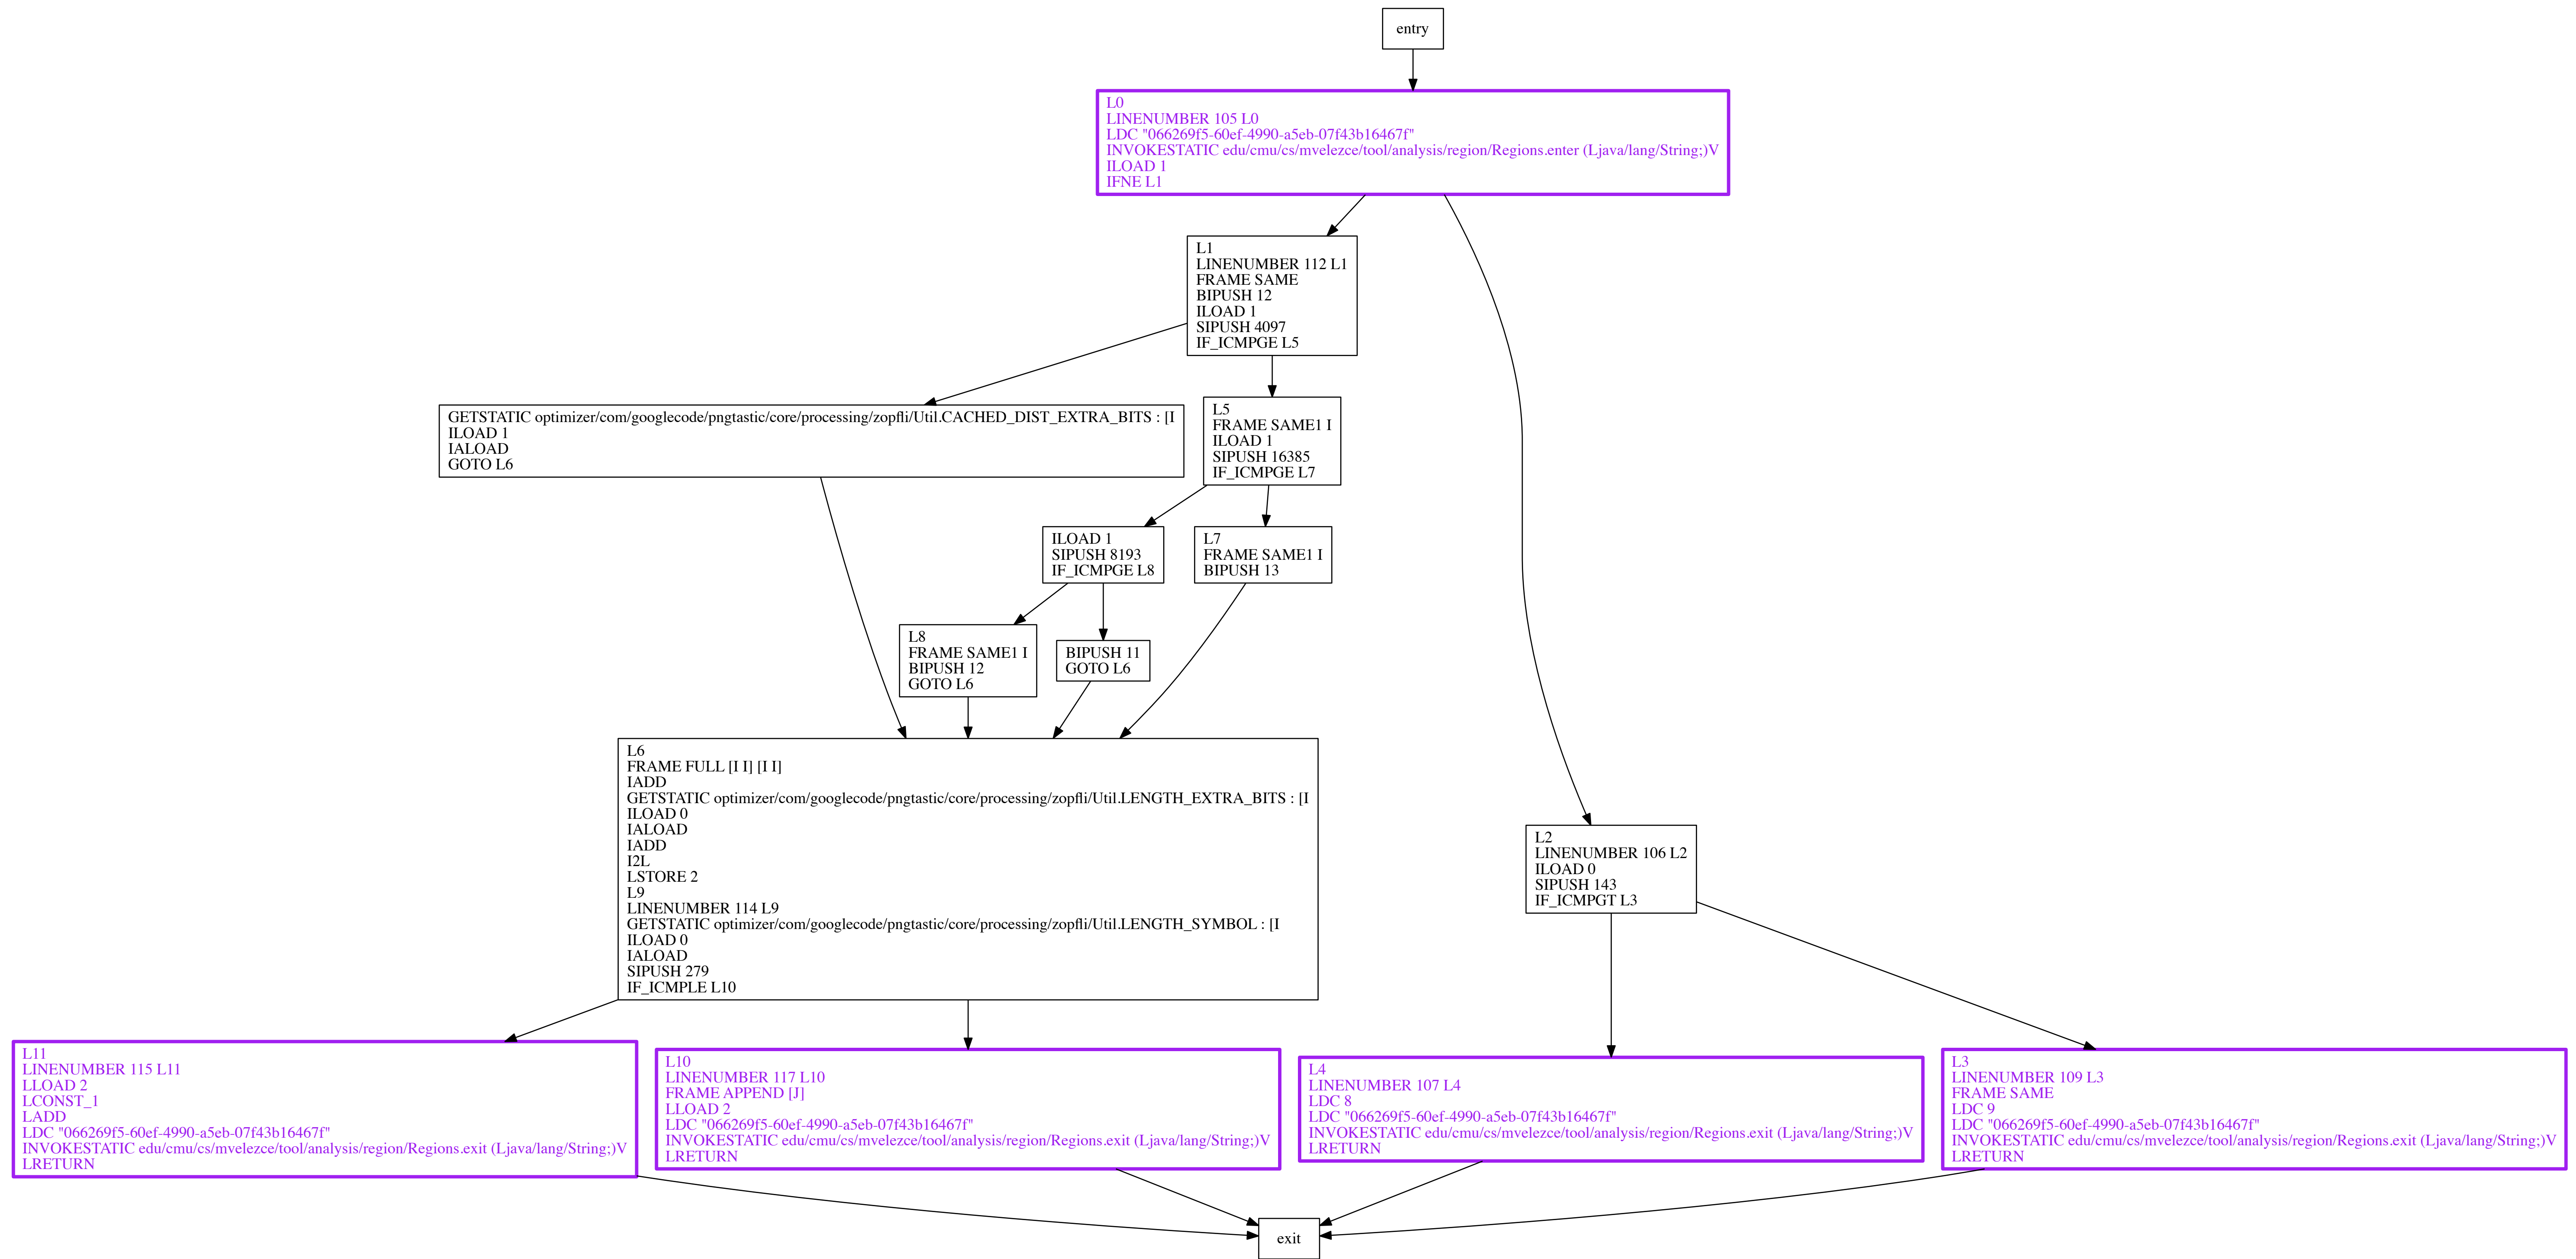 entry
L0
LINENUMBER 105 L0
LDC "066269f5-60ef-4990-a5eb-07f43b16467f"
INVOKESTATIC edu/cmu/cs/mvelezce/tool/analysis/region/Regions.enter (Ljava/lang/String;)V
ILOAD 1
IFNE L1
L1
LINENUMBER 112 L1
FRAME SAME
BIPUSH 12
ILOAD 1
SIPUSH 4097
IF_ICMPGE L5
GETSTATIC optimizer/com/googlecode/pngtastic/core/processing/zopfli/Util.CACHED_DIST_EXTRA_BITS : [I
ILOAD 1
IALOAD
GOTO L6
L5
FRAME SAME1 I
ILOAD 1
SIPUSH 16385
IF_ICMPGE L7
ILOAD 1
SIPUSH 8193
IF_ICMPGE L8
L7
FRAME SAME1 I
BIPUSH 13
L8
FRAME SAME1 I
BIPUSH 12
GOTO L6
BIPUSH 11
GOTO L6
L6
FRAME FULL [I I] [I I]
IADD
GETSTATIC optimizer/com/googlecode/pngtastic/core/processing/zopfli/Util.LENGTH_EXTRA_BITS : [I
ILOAD 0
IALOAD
IADD
I2L
LSTORE 2
L9
LINENUMBER 114 L9
GETSTATIC optimizer/com/googlecode/pngtastic/core/processing/zopfli/Util.LENGTH_SYMBOL : [I
ILOAD 0
IALOAD
SIPUSH 279
IF_ICMPLE L10
L2
LINENUMBER 106 L2
ILOAD 0
SIPUSH 143
IF_ICMPGT L3
L11
LINENUMBER 115 L11
LLOAD 2
LCONST_1
LADD
LDC "066269f5-60ef-4990-a5eb-07f43b16467f"
INVOKESTATIC edu/cmu/cs/mvelezce/tool/analysis/region/Regions.exit (Ljava/lang/String;)V
LRETURN
L10
LINENUMBER 117 L10
FRAME APPEND [J]
LLOAD 2
LDC "066269f5-60ef-4990-a5eb-07f43b16467f"
INVOKESTATIC edu/cmu/cs/mvelezce/tool/analysis/region/Regions.exit (Ljava/lang/String;)V
LRETURN
L4
LINENUMBER 107 L4
LDC 8
LDC "066269f5-60ef-4990-a5eb-07f43b16467f"
INVOKESTATIC edu/cmu/cs/mvelezce/tool/analysis/region/Regions.exit (Ljava/lang/String;)V
LRETURN
L3
LINENUMBER 109 L3
FRAME SAME
LDC 9
LDC "066269f5-60ef-4990-a5eb-07f43b16467f"
INVOKESTATIC edu/cmu/cs/mvelezce/tool/analysis/region/Regions.exit (Ljava/lang/String;)V
LRETURN
exit